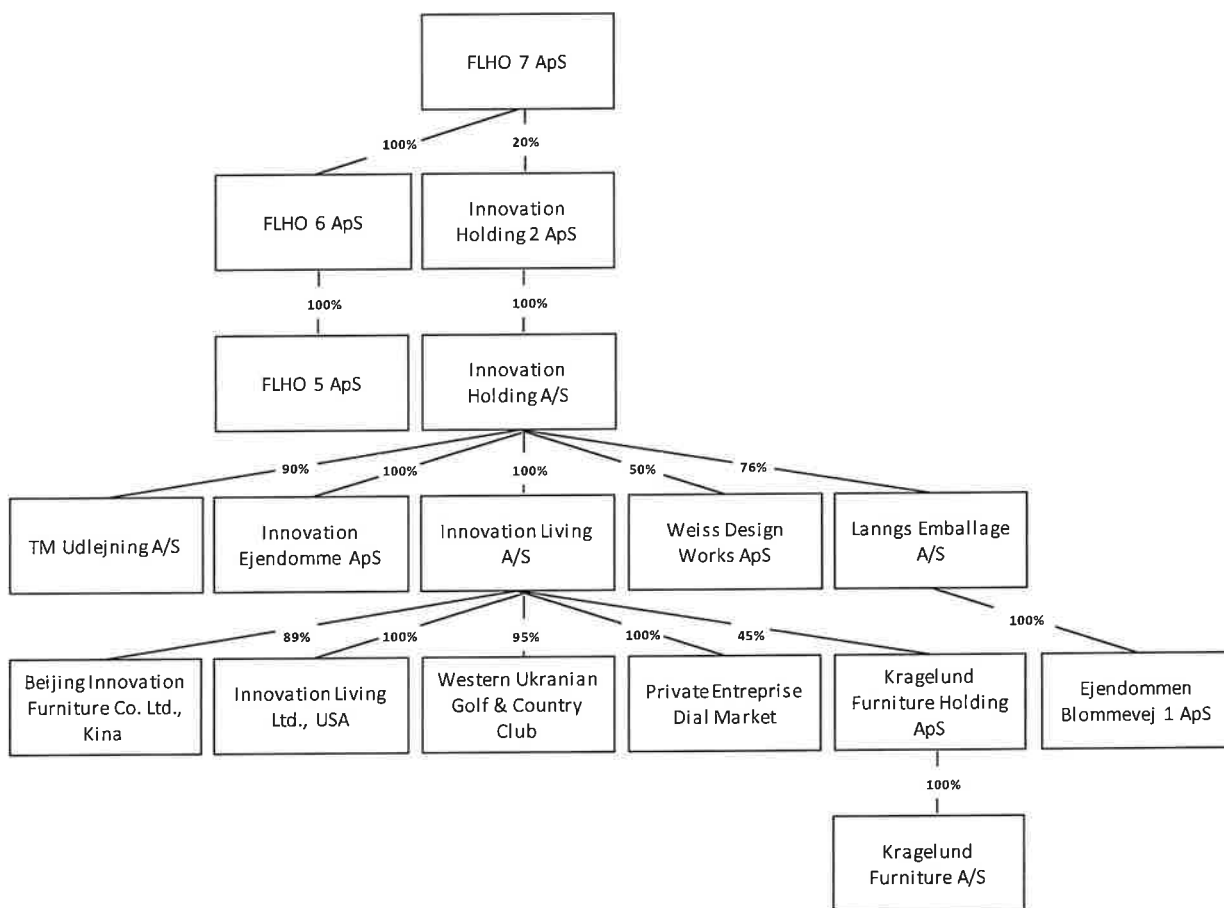 FLHO 7 ApS
100%
20%
FLHO 6 ApS
Innovation
Holding 2 ApS
100%
100%
FLHO 5 ApS
Innovation
Holding A/S
90%
100%
100%
50%
76%
TM Udlejning A/S
Innovation
Ejendomme ApS
Innovation Living
A/S
Weiss Design
Works ApS
Lanngs Emballage
A/S
89%
100%
95%
100%
45%
100%
Beijing Innovation
Furniture Co. Ltd.,
Kina
Innovation Living
Ltd., USA
Western Ukranian
Golf & Country
Club
Private Entreprise
Dial Market
Kragelund
Furniture Holding
ApS
Ejendommen
Blommevej 1 ApS
100%
Kragelund
Furniture A/S